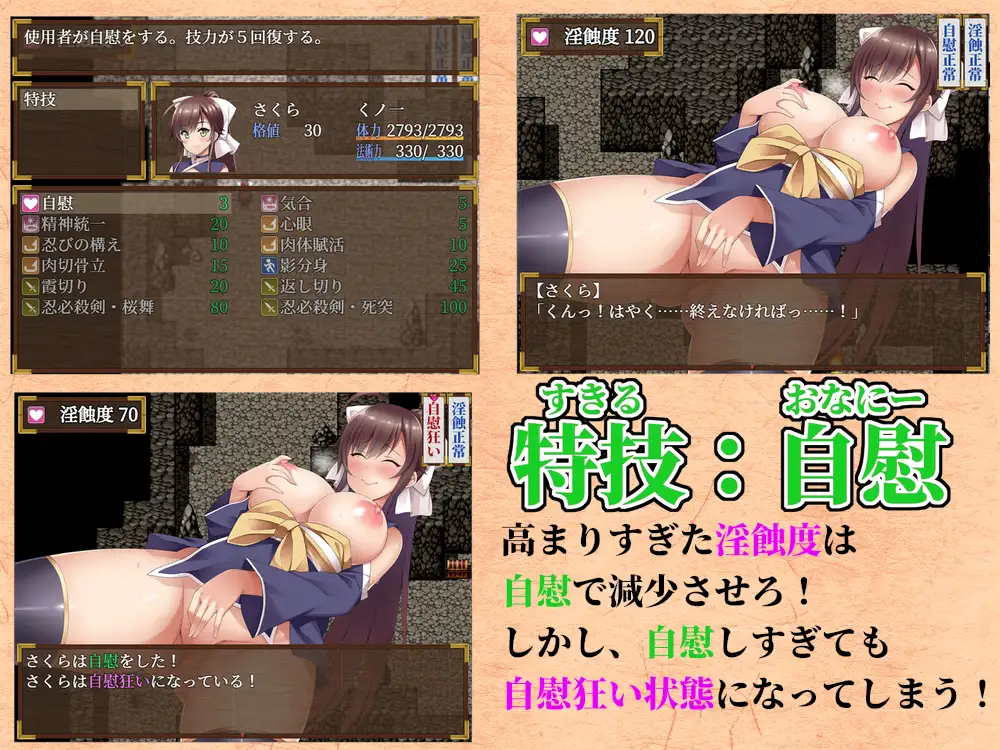 使用者が自慰をする。技力が５回復する。
特技
さくら
くノ一
格値 30
体力 2793/2793
法術力 330/ 330
自慰 3
気合 5
精神統一 20
心眼 5
忍びの構え 10
肉体賦活 10
肉切骨立 15
影分身 25
霞切り 20
返し切り 45
忍必殺剣・桜舞 80
忍必殺剣・死突 100
淫蝕度 120
自慰正常
淫蝕正常
【さくら】
「くんっ！はやく……終えなければっ……！」
淫蝕度 70
自慰狂い
淫蝕正常
さくらは自慰をした！
さくらは自慰狂いになっている！
すきる おなにー
特技：自慰
高まりすぎた淫蝕度は
自慰で減少させろ！
しかし、自慰しすぎても
自慰狂い状態になってしまう！